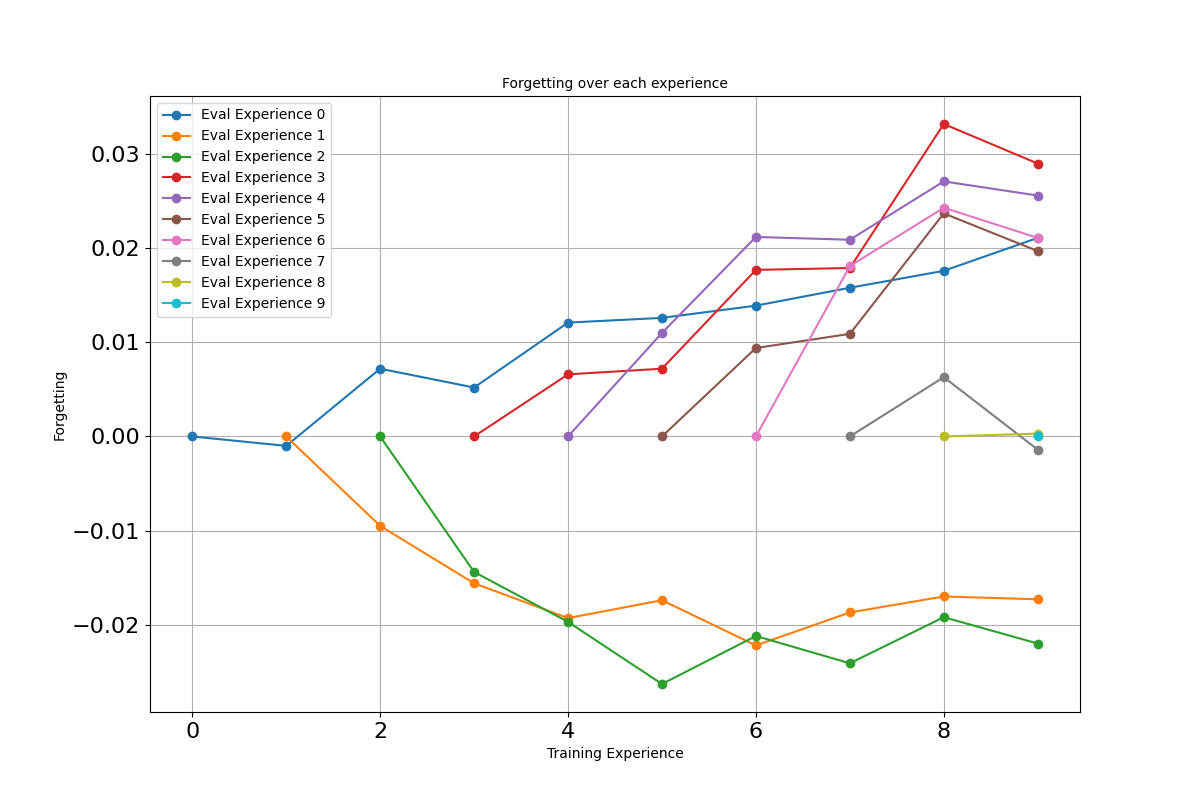 Forgetting over each experience
Eval Experience 0
Eval Experience 1
Eval Experience 2
Eval Experience 3
Eval Experience 4
Eval Experience 5
Eval Experience 6
Eval Experience 7
Eval Experience 8
Eval Experience 9
0.03
0.02
0.01
0.00
−0.01
−0.02
Forgetting
0 2 4 6 8
Training Experience